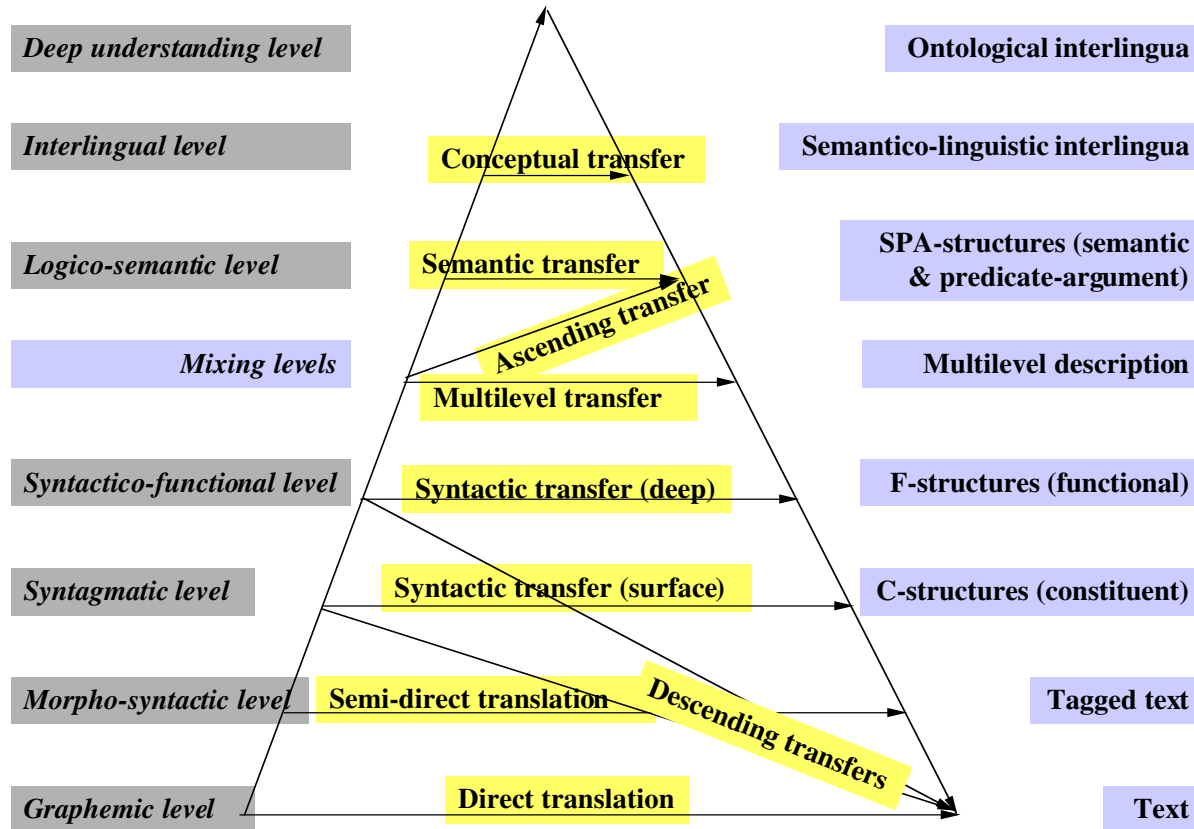 Deep understanding level
Ontological interlingua
Interlingual level
Conceptual transfer
Semantico-linguistic interlingua
Logico-semantic level
Semantic transfer
SPA-structures (semantic
& predicate-argument)
Ascending transfer
Mixing levels
Multilevel transfer
Multilevel description
Syntactico-functional level
Syntactic transfer (deep)
F-structures (functional)
Syntagmatic level
Syntactic transfer (surface)
C-structures (constituent)
Morpho-syntactic level
Semi-direct translation
Descending transfers
Tagged text
Graphemic level
Direct translation
Text